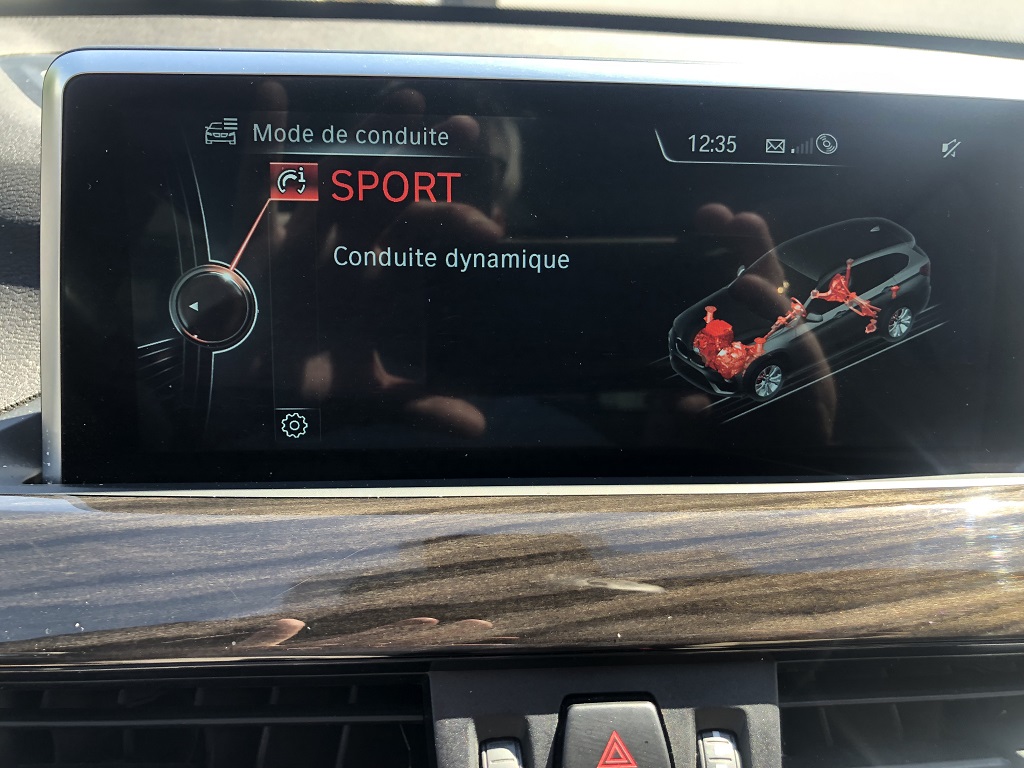 Mode de conduite
12:35
SPORT
Conduite dynamique